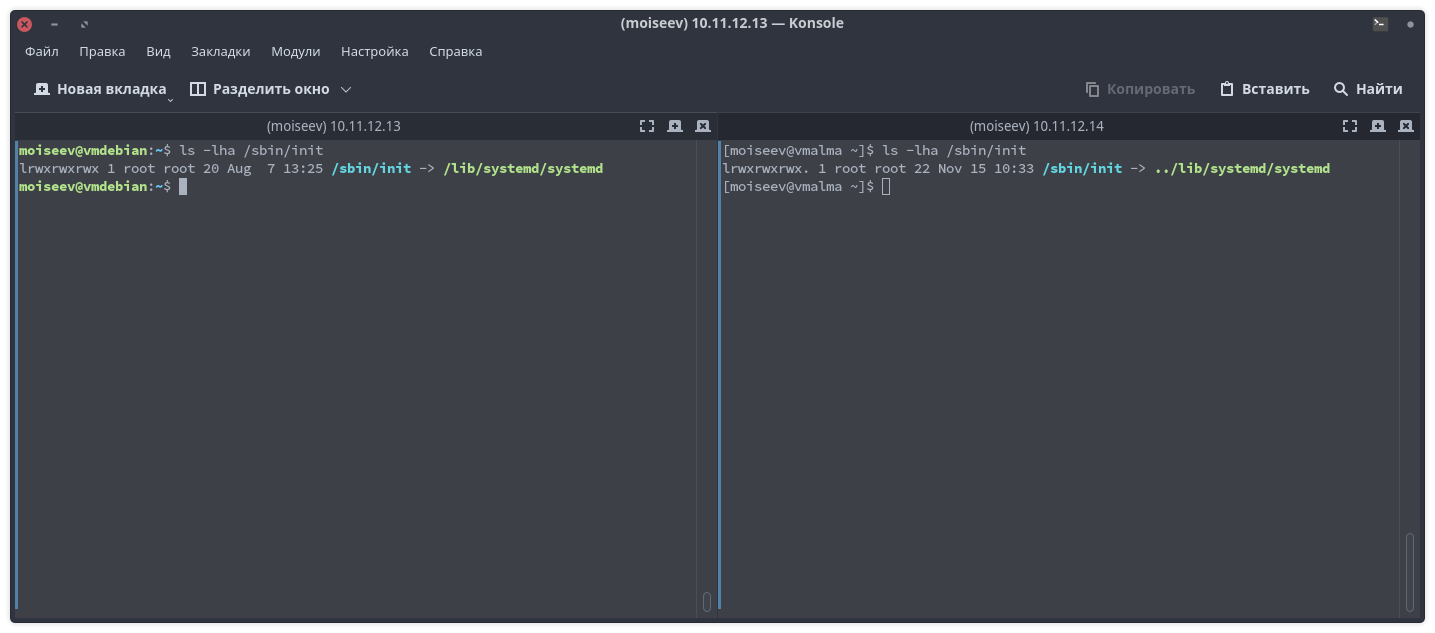 (moiseev) 10.11.12.13 — Konsole
Файл Правка Вид Закладки Модули Настройка Справка
Новая вкладка Разделить окно Копировать Вставить Найти
(moiseev) 10.11.12.13
moiseev@vmdebian:~$ ls -lha /sbin/init
lrwxrwxrwx 1 root root 20 Aug  7 13:25 /sbin/init -> /lib/systemd/systemd
moiseev@vmdebian:~$
(moiseev) 10.11.12.14
[moiseev@vmalma ~]$ ls -lha /sbin/init
lrwxrwxrwx. 1 root root 22 Nov 15 10:33 /sbin/init -> ../lib/systemd/systemd
[moiseev@vmalma ~]$